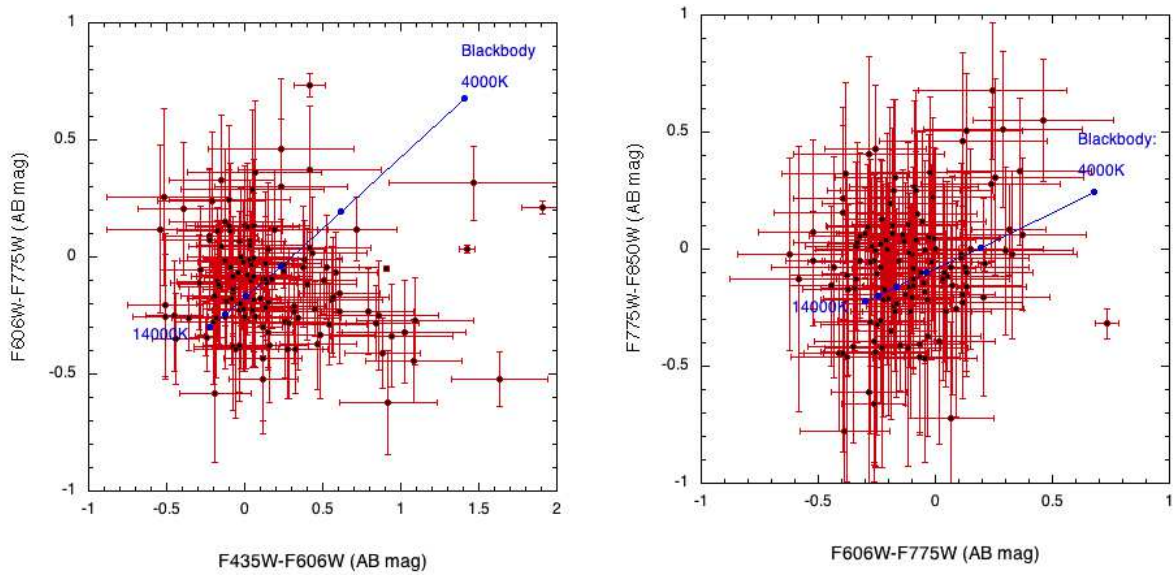 1
0.5
0
-0.5
-1
-1
-0.5
0
0.5
1
1.5
2
F606W-F775W (AB mag)
F435W-F606W (AB mag)
Blackbody
4000K
14000K
1
0.5
0
-0.5
-1
-1
-0.5
0
0.5
1
F775W-F850W (AB mag)
F606W-F775W (AB mag)
Blackbody:
4000K
14000K